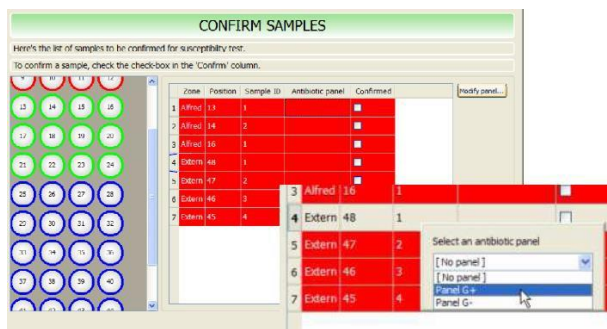 CONFIRM SAMPLES
Here's the list of samples to be confirmed for susceptibility test.
To confirm a sample, check the check-box in the 'Confirm' column.
9 10 11 12
13 14 15 16
17 18 19 20
21 22 23 24
25 26 27 28
29 30 31 32
33 34 35 36
37 38 39 40
Zone Position Sample ID Antibiotic panel Confirmed
1 Alfred 13 1
2 Alfred 14 2
3 Alfred 16 1
4 Extern 48 1
5 Extern 47 2
6 Extern 46 3
7 Extern 45 4
Modify panel...
3 Alfred 16 1
4 Extern 48 1
5 Extern 47 2
6 Extern 46 3
7 Extern 45 4
Select an antibiotic panel
[ No panel ]
[ No panel ]
Panel G+
Panel G-